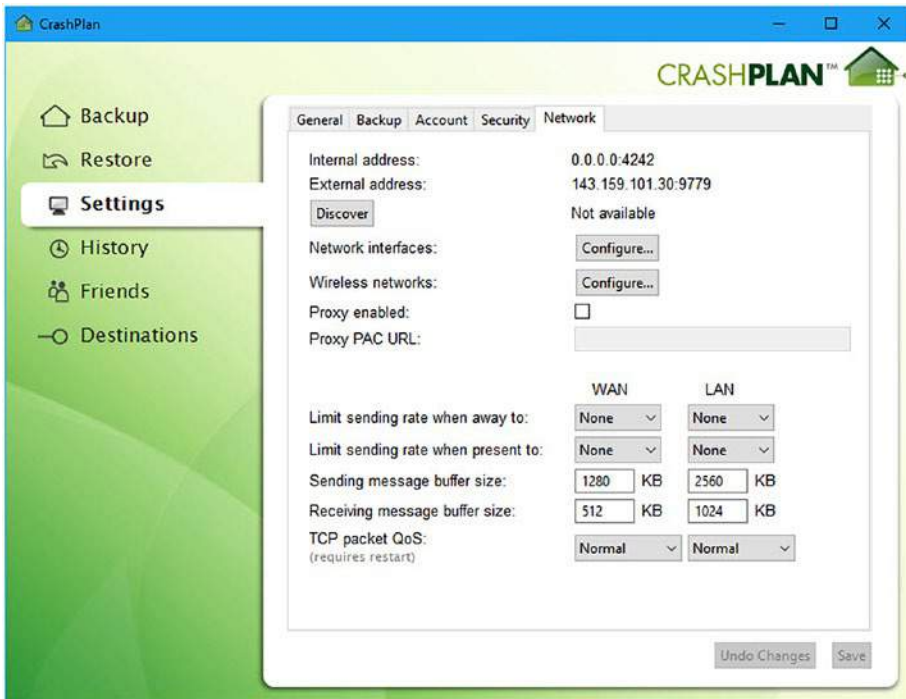 CrashPlan
CRASHPLAN™
Backup
Restore
Settings
History
Friends
Destinations
General Backup Account Security Network
Internal address: 0.0.0.0:4242
External address: 143.159.101.30:9779
Discover Not available
Network interfaces: Configure...
Wireless networks: Configure...
Proxy enabled:
Proxy PAC URL:
WAN LAN
Limit sending rate when away to: None None
Limit sending rate when present to: None None
Sending message buffer size: 1280 KB 2560 KB
Receiving message buffer size: 512 KB 1024 KB
TCP packet QoS: Normal Normal
(requires restart)
Undo Changes Save